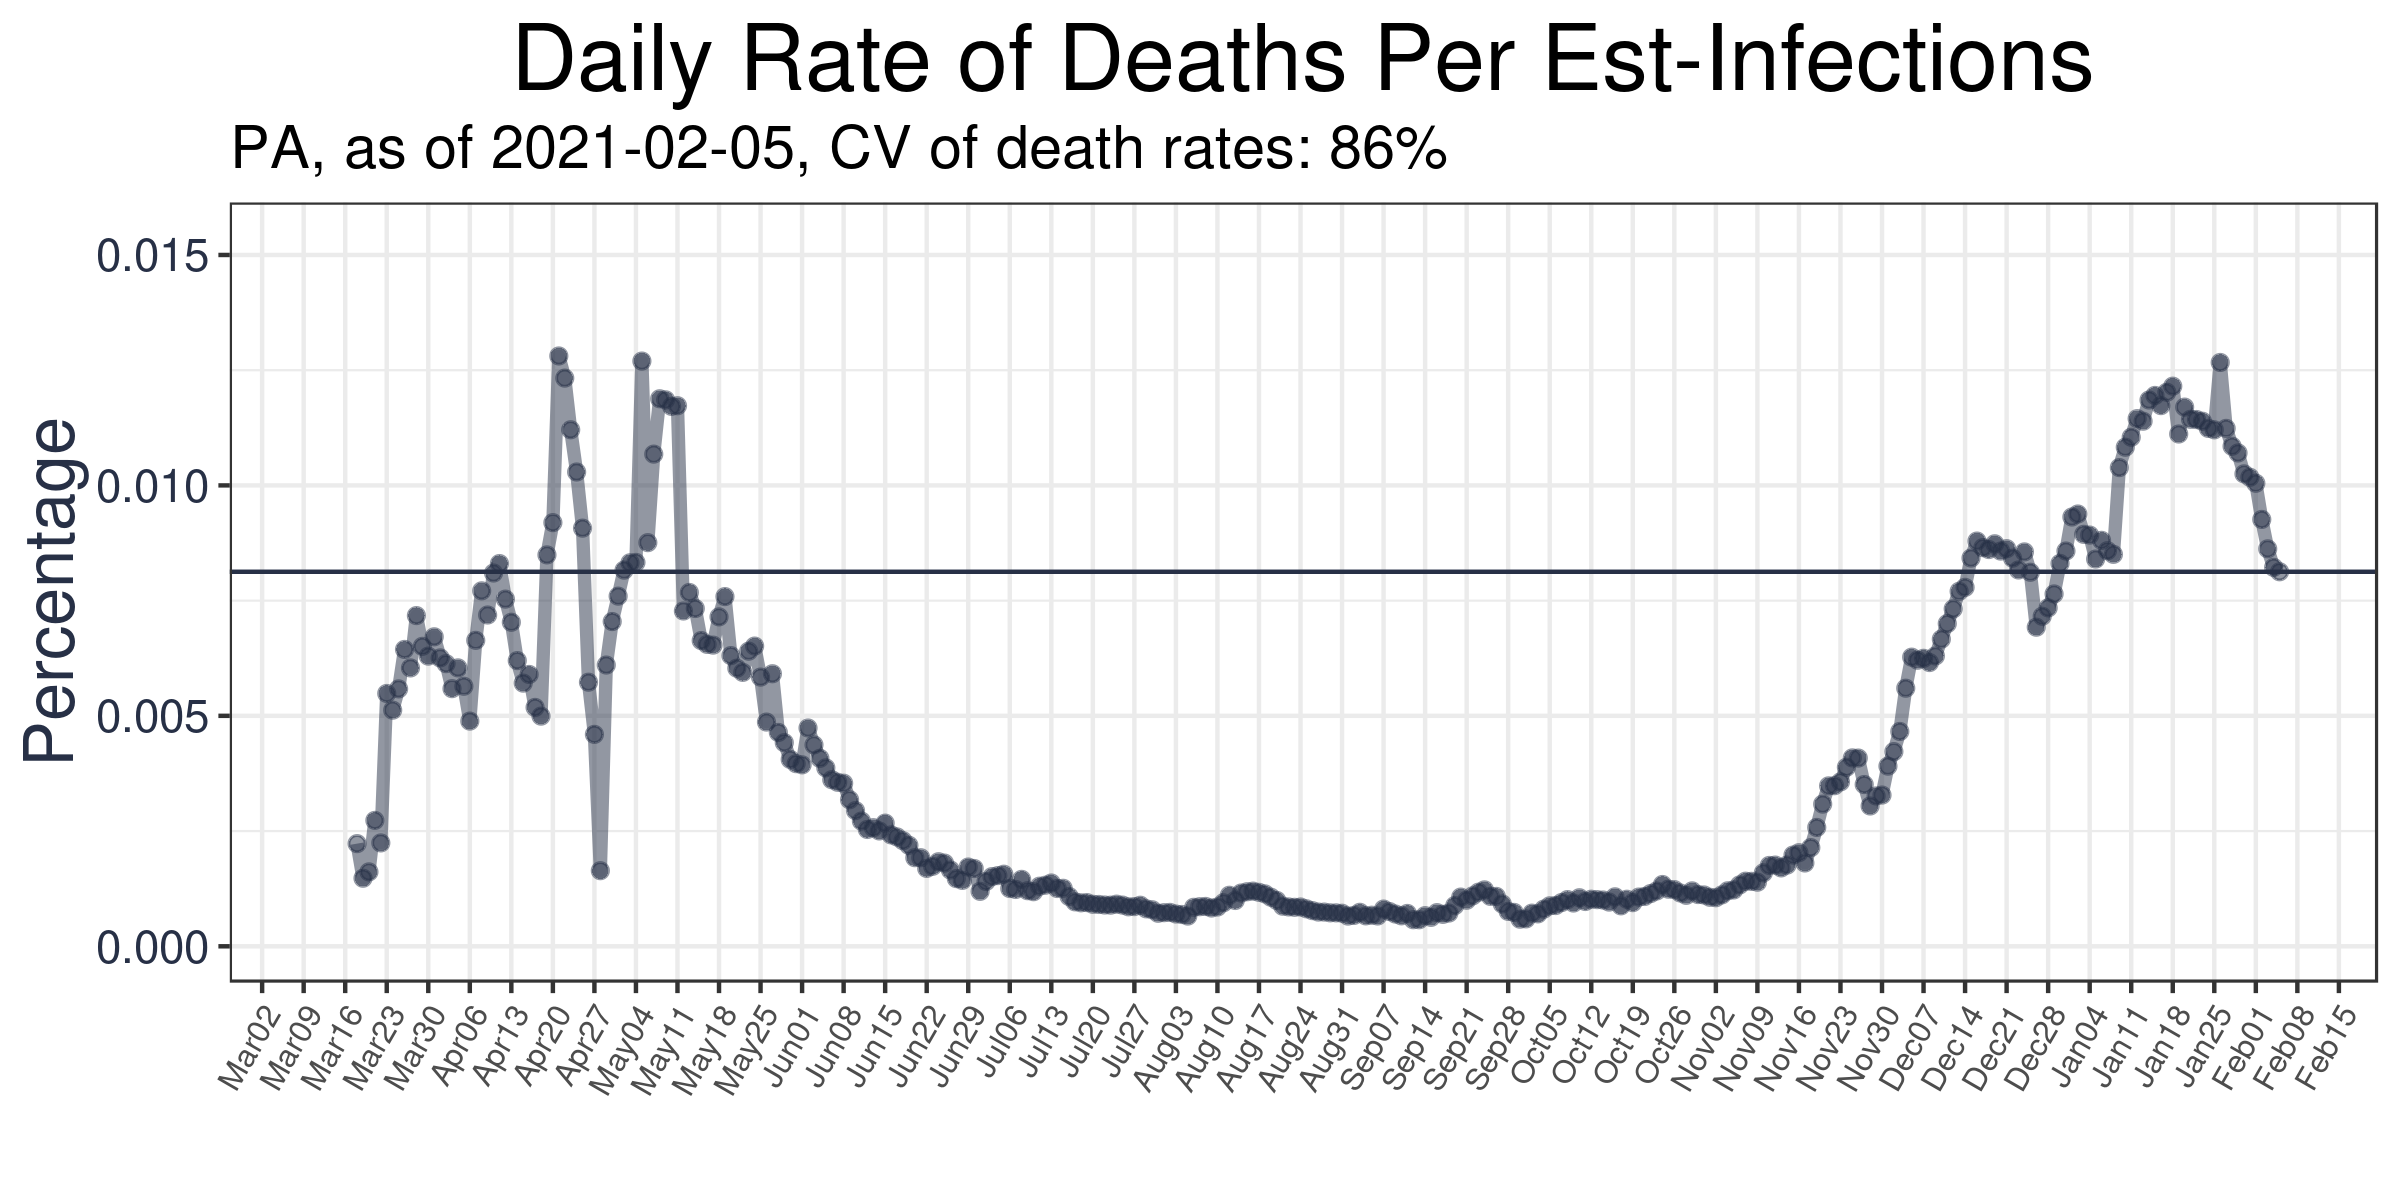 Daily Rate of Deaths Per Est-Infections
PA, as of 2021-02-05, CV of death rates: 86%
Percentage
0.015
0.010
0.005
0.000
Mar02
Mar09
Mar16
Mar23
Mar30
Apr06
Apr13
Apr20
Apr27
May04
May11
May18
May25
Jun01
Jun08
Jun15
Jun22
Jun29
Jul06
Jul13
Jul20
Jul27
Aug03
Aug10
Aug17
Aug24
Aug31
Sep07
Sep14
Sep21
Sep28
Oct05
Oct12
Oct19
Oct26
Nov02
Nov09
Nov16
Nov23
Nov30
Dec07
Dec14
Dec21
Dec28
Jan04
Jan11
Jan18
Jan25
Feb01
Feb08
Feb15